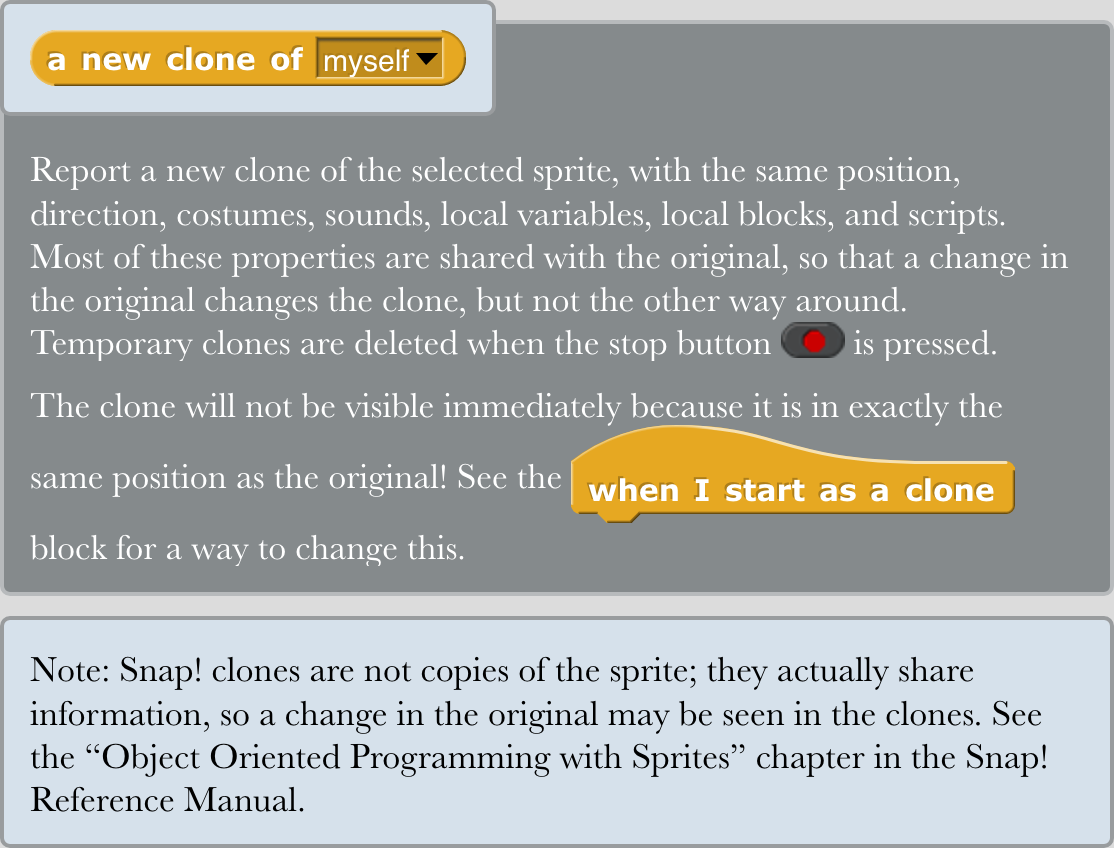 a new clone of myself
Report a new clone of the selected sprite, with the same position,
direction, costumes, sounds, local variables, local blocks, and scripts.
Most of these properties are shared with the original, so that a change in
the original changes the clone, but not the other way around.
Temporary clones are deleted when the stop button is pressed.
The clone will not be visible immediately because it is in exactly the
same position as the original! See the when I start as a clone
block for a way to change this.
Note: Snap! clones are not copies of the sprite; they actually share
information, so a change in the original may be seen in the clones. See
the “Object Oriented Programming with Sprites” chapter in the Snap!
Reference Manual.